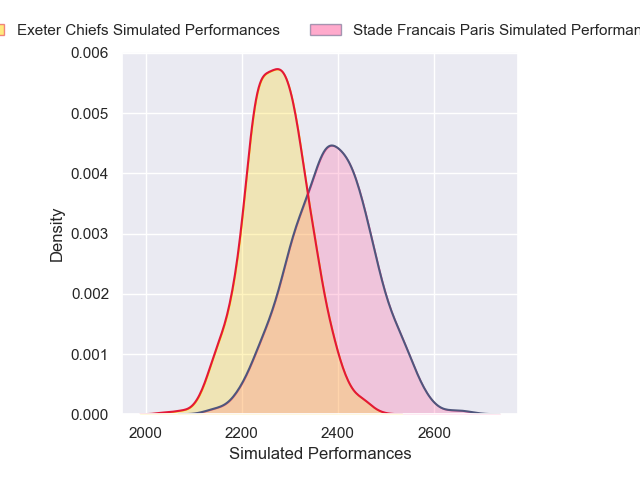 Exeter Chiefs Simulated Performances Stade Francais Paris Simulated
0.006
0.005
0.004
0.003
0.002
0.001
0.000
Density
2000 2200 2400 2600
Simulated Performances